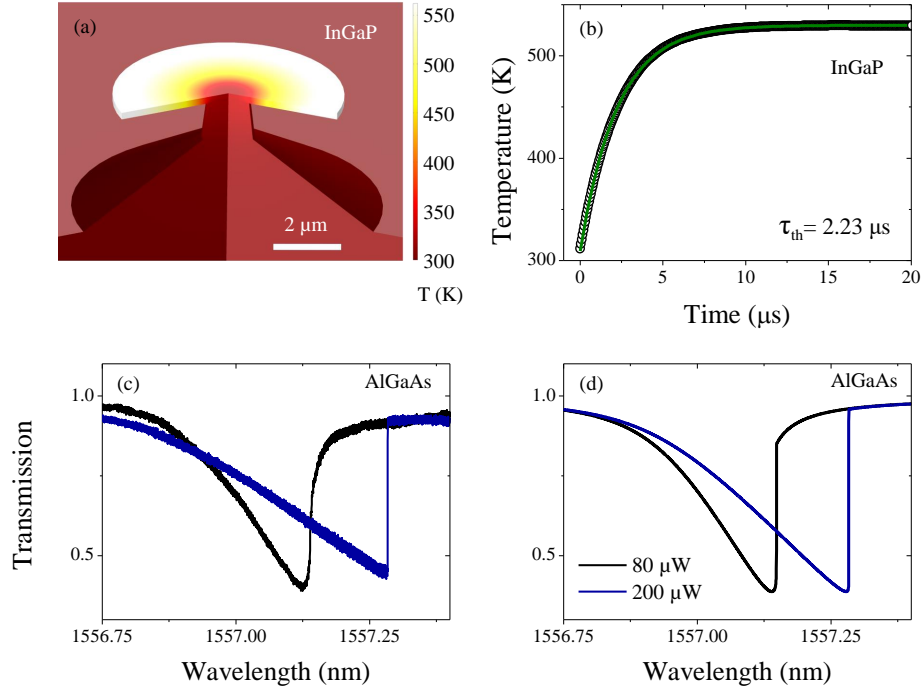 (a)
InGaP
2 µm
550
500
450
400
350
300
T (K)
(b)
InGaP
τth= 2.23 µs
Temperature (K)
500
400
300
0
5
10
15
20
Time (µs)
(c)
AlGaAs
Transmission
1.0
0.5
1556.75
1557.00
1557.25
Wavelength (nm)
(d)
AlGaAs
80 µW
200 µW
1.0
0.5
1556.75
1557.00
1557.25
Wavelength (nm)